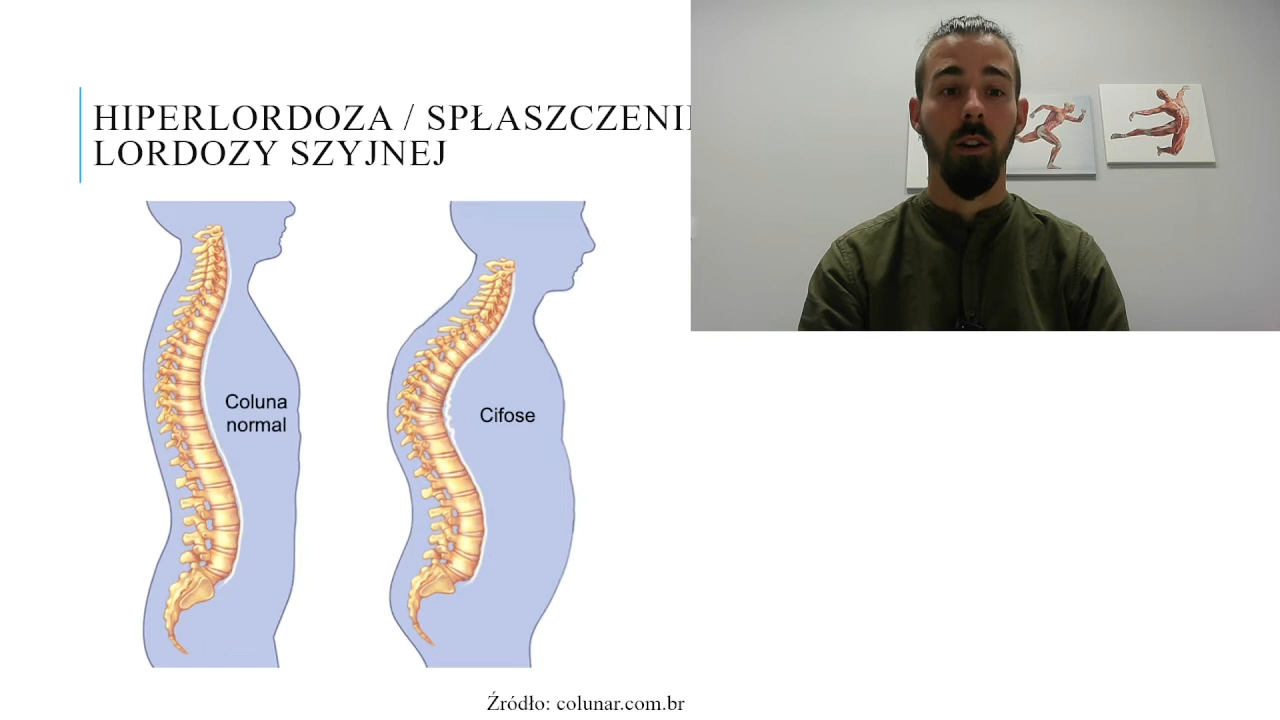 HIPERLORDOZA / SPŁASZCZENI
LORDOZY SZYJNEJ
Coluna
normal
Cifose
Źródło: colunar.com.br